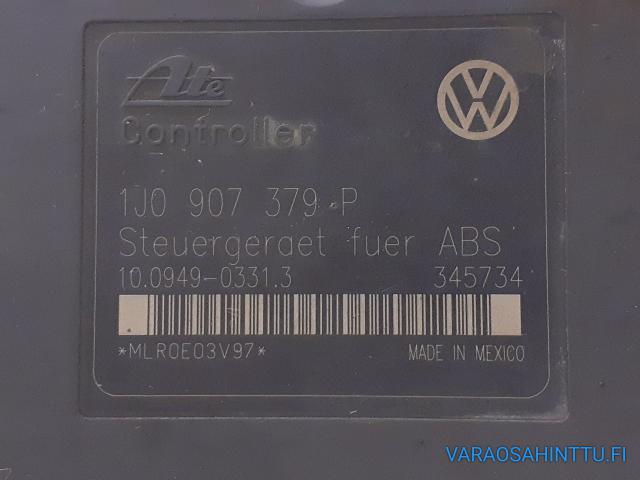 Ate
Controller
1J0 907 379 P
Steuergeraet fuer ABS
10.0949-0331.3 345734
*MLR0E03V97* MADE IN MEXICO
VARAOSAHINTTU.FI